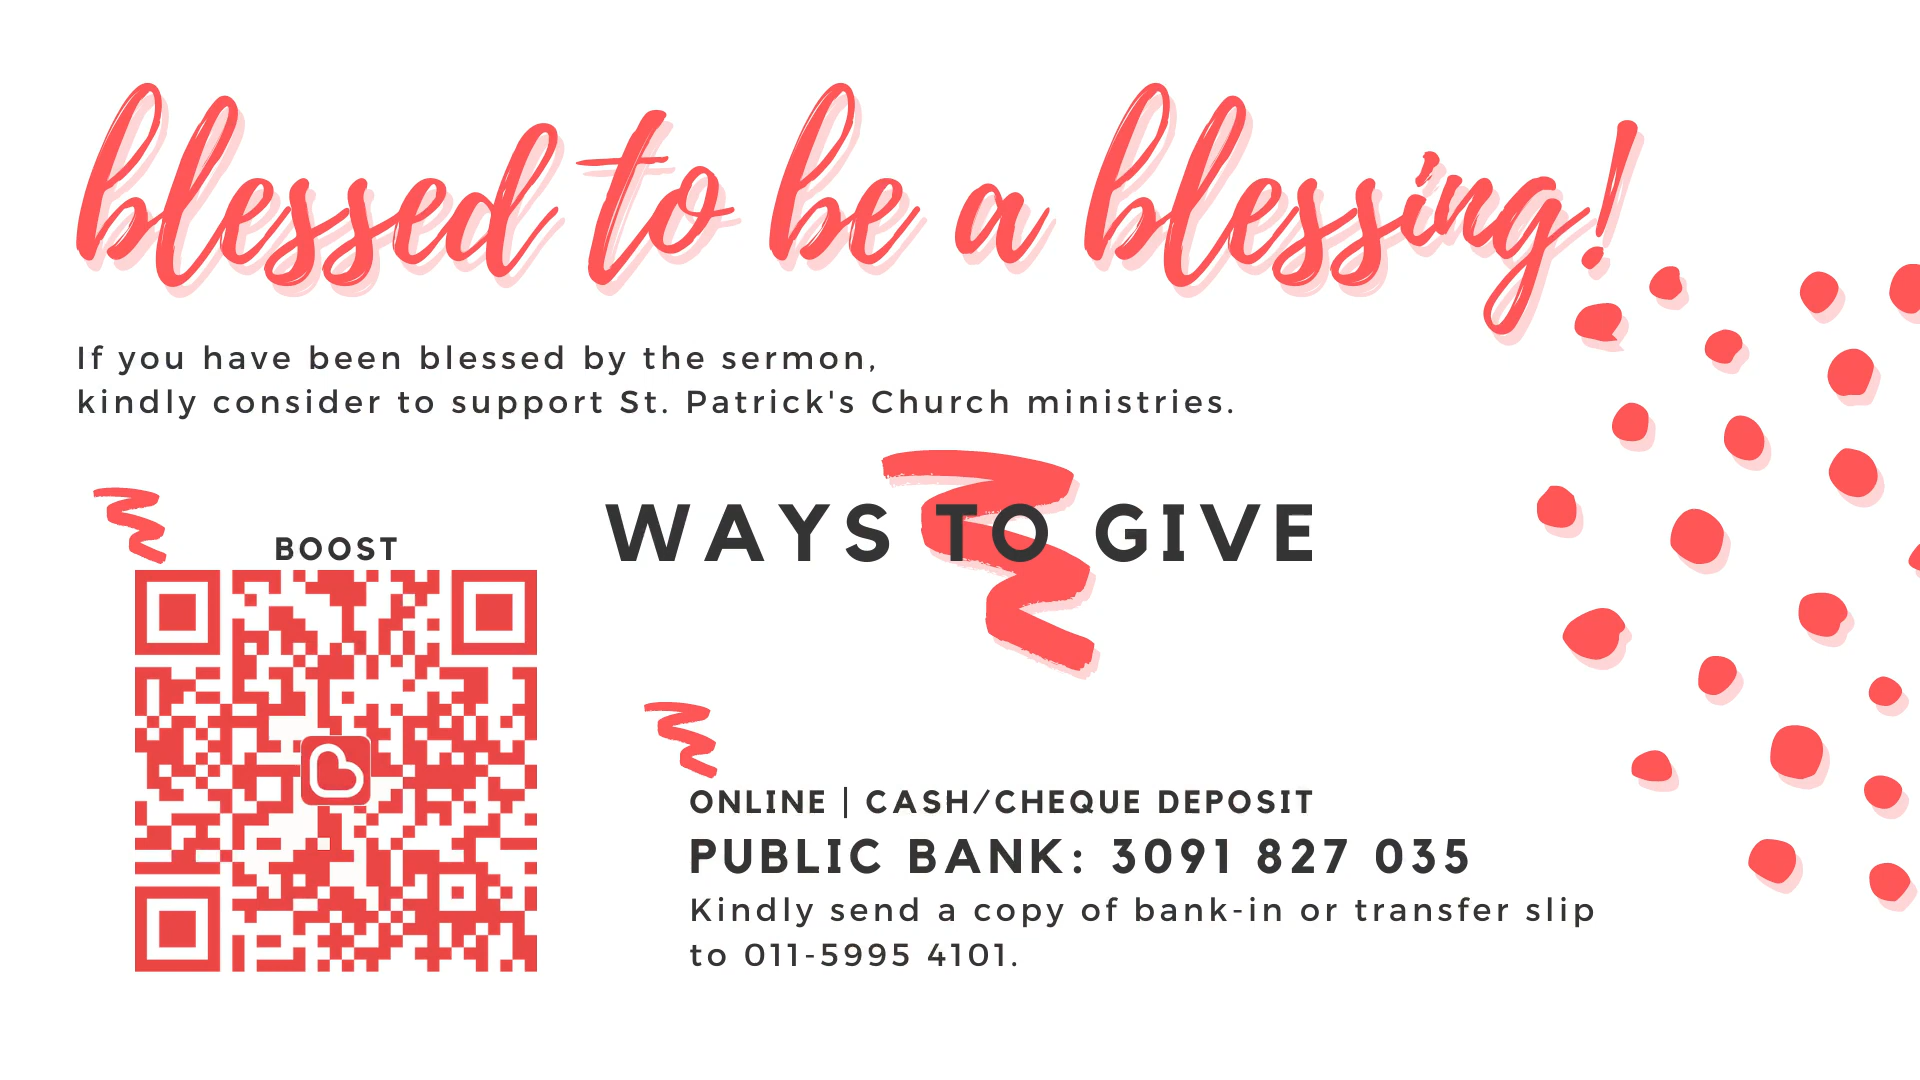 blessed to be a blessing!
If you have been blessed by the sermon,
kindly consider to support St. Patrick's Church ministries.
WAYS TO GIVE
BOOST
ONLINE | CASH/CHEQUE DEPOSIT
PUBLIC BANK: 3091 827 035
Kindly send a copy of bank-in or transfer slip
to 011-5995 4101.